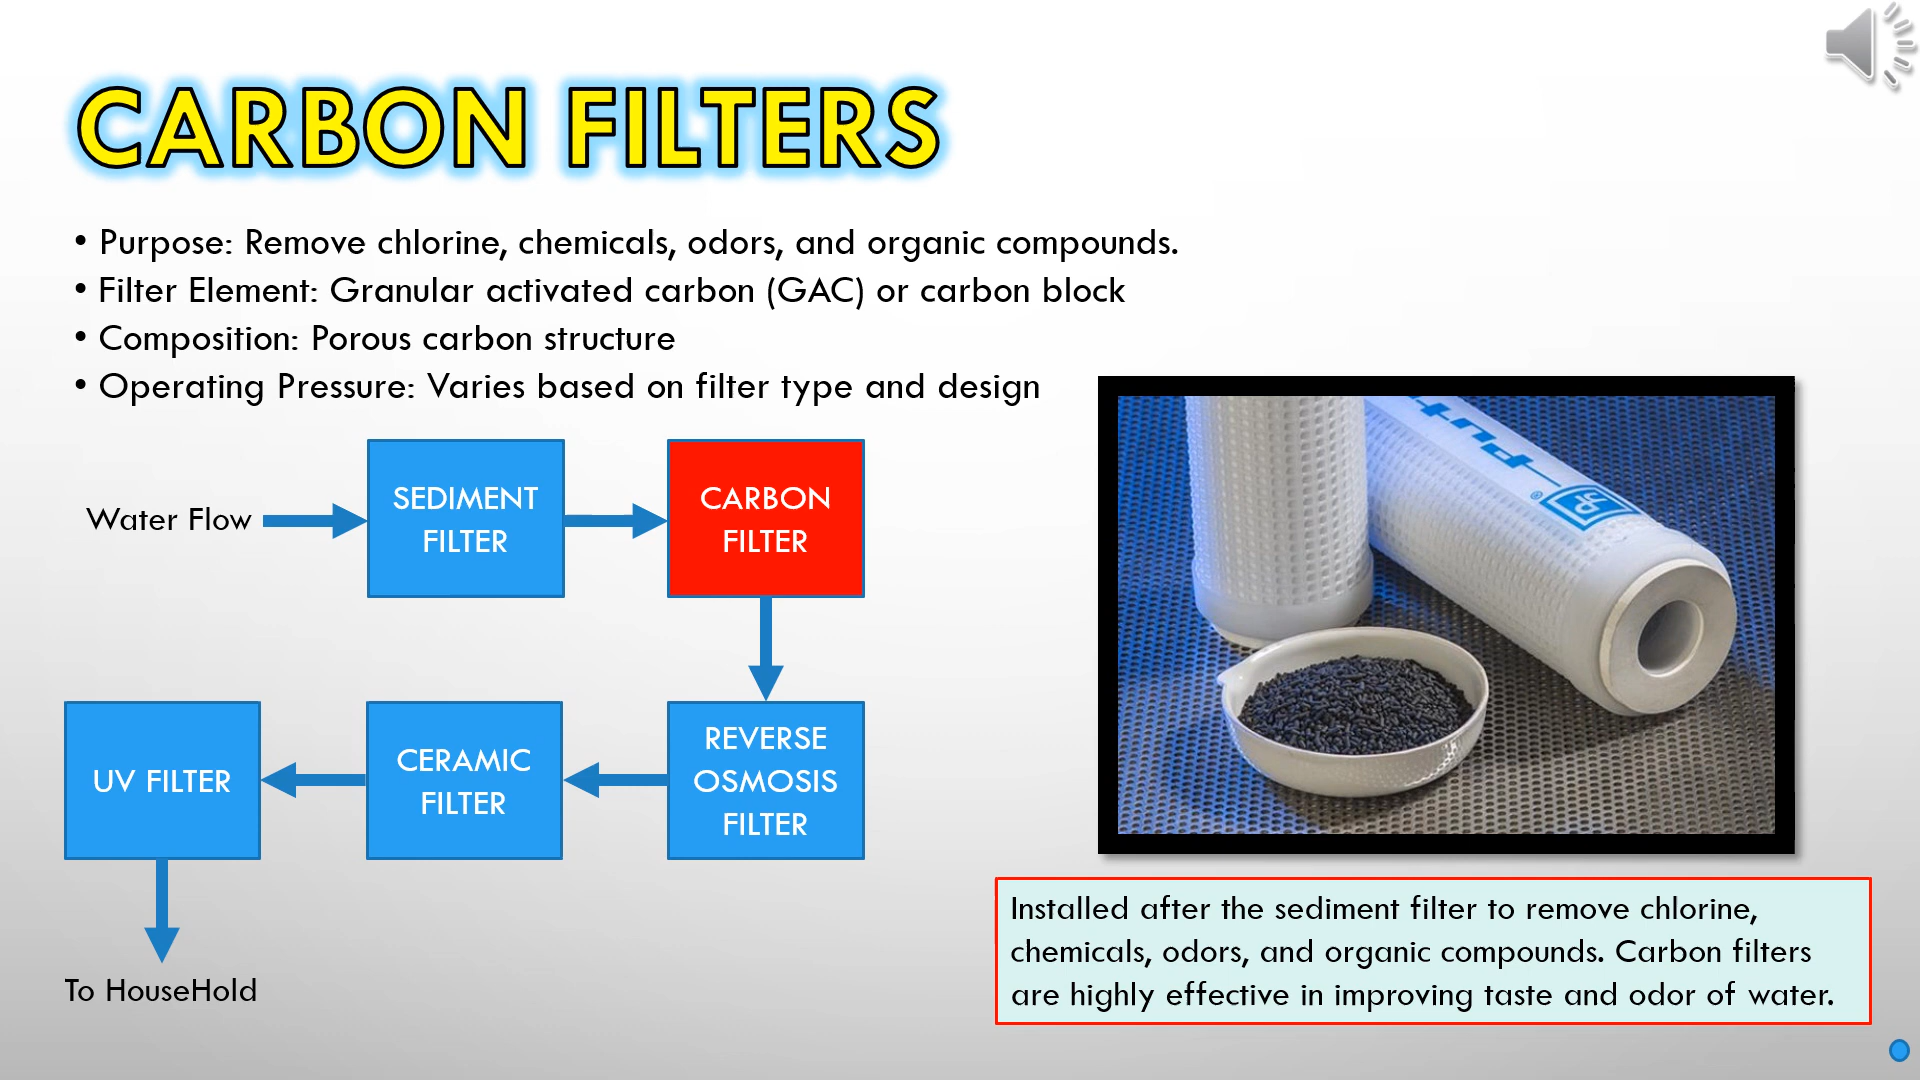 CARBON FILTERS
• Purpose: Remove chlorine, chemicals, odors, and organic compounds.
• Filter Element: Granular activated carbon (GAC) or carbon block
• Composition: Porous carbon structure
• Operating Pressure: Varies based on filter type and design
Water Flow
SEDIMENT
FILTER
CARBON
FILTER
UV FILTER
CERAMIC
FILTER
REVERSE
OSMOSIS
FILTER
To HouseHold
Installed after the sediment filter to remove chlorine,
chemicals, odors, and organic compounds. Carbon filters
are highly effective in improving taste and odor of water.